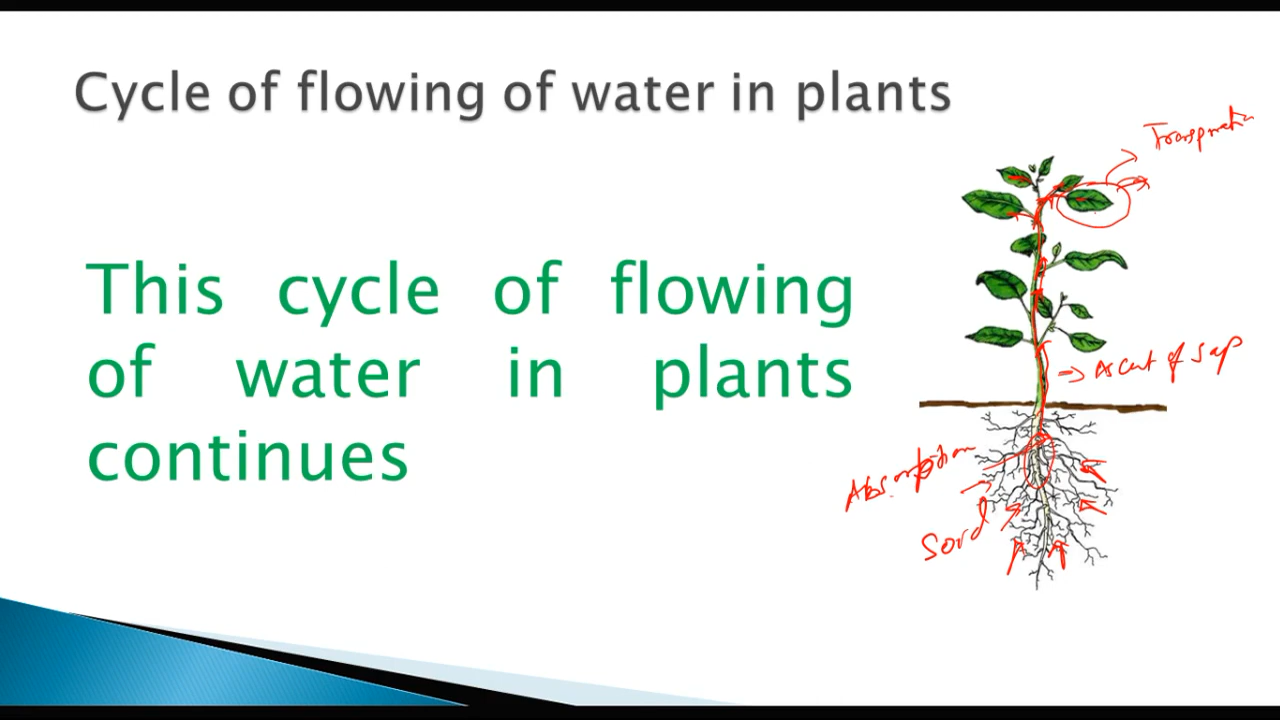 Cycle of flowing of water in plants
Transpiration
This cycle of flowing
of water in plants
continues
Ascent of sap
Absorption